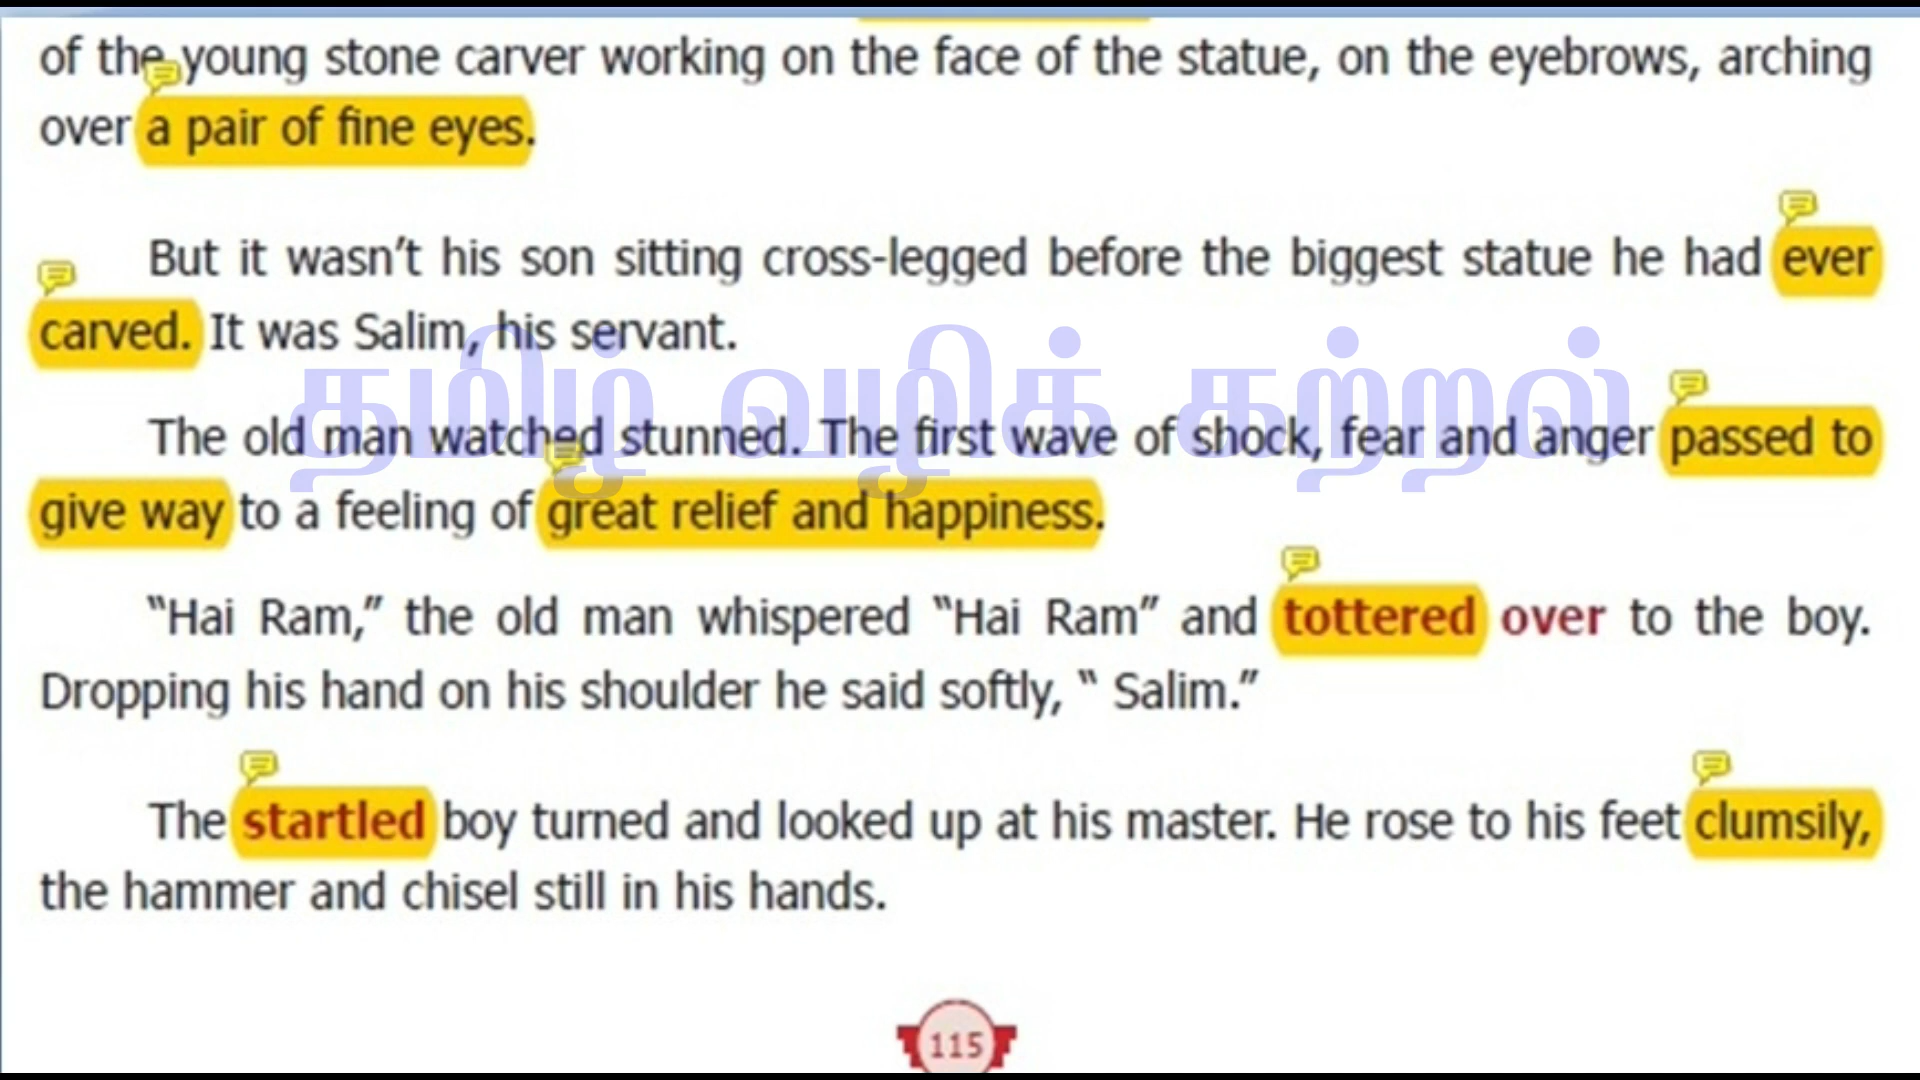 of the young stone carver working on the face of the statue, on the eyebrows, arching
over a pair of fine eyes.
But it wasn’t his son sitting cross-legged before the biggest statue he had ever
carved. It was Salim, his servant.
தமிழ் வழிக் கற்றல்
The old man watched stunned. The first wave of shock, fear and anger passed to
give way to a feeling of great relief and happiness.
“Hai Ram,” the old man whispered “Hai Ram” and tottered over to the boy.
Dropping his hand on his shoulder he said softly, “ Salim.”
The startled boy turned and looked up at his master. He rose to his feet clumsily,
the hammer and chisel still in his hands.
115